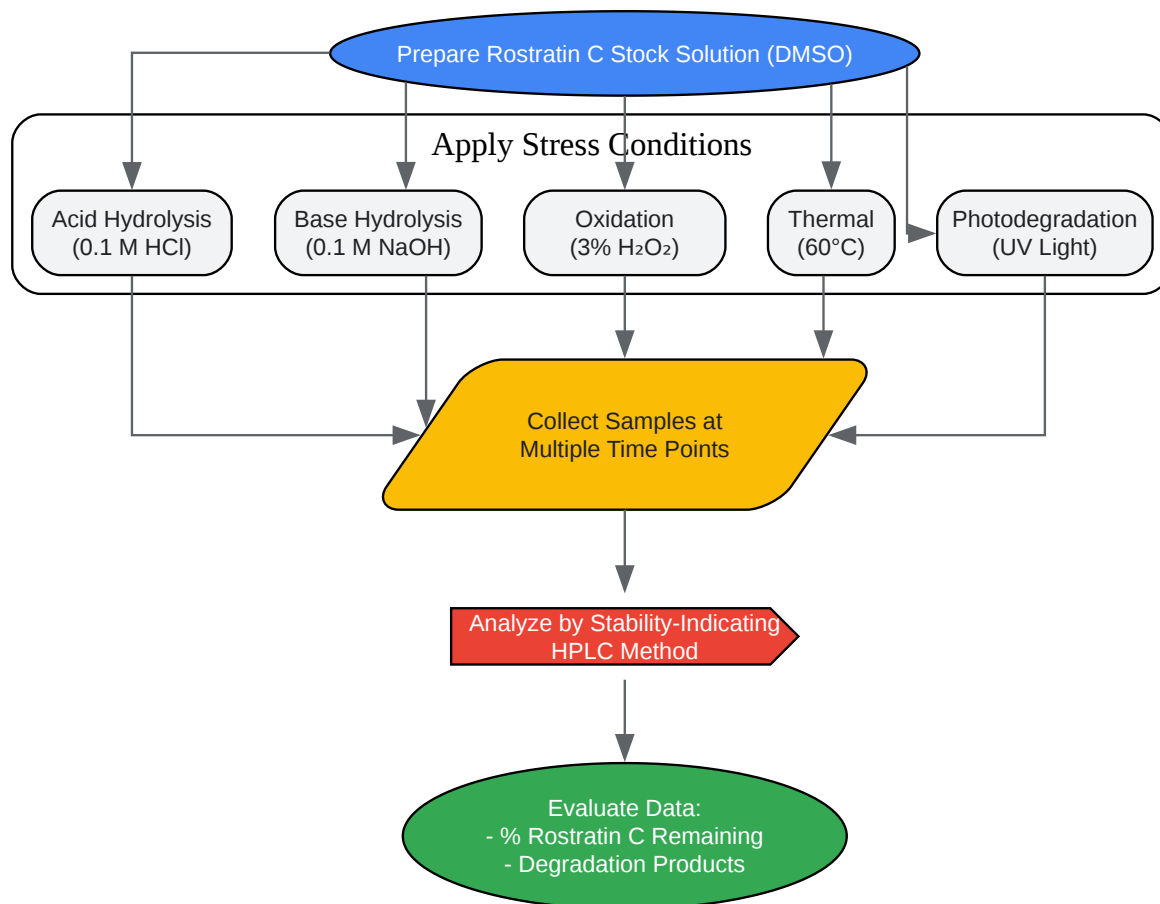 Prepare Rostratin C Stock Solution (DMSO)
Apply Stress Conditions
Acid Hydrolysis
(0.1 M HCl)
Base Hydrolysis
(0.1 M NaOH)
Oxidation
(3% H₂O₂)
Thermal
(60°C)
Photodegradation
(UV Light)
Collect Samples at
Multiple Time Points
Analyze by Stability-Indicating
HPLC Method
Evaluate Data:
- % Rostratin C Remaining
- Degradation Products